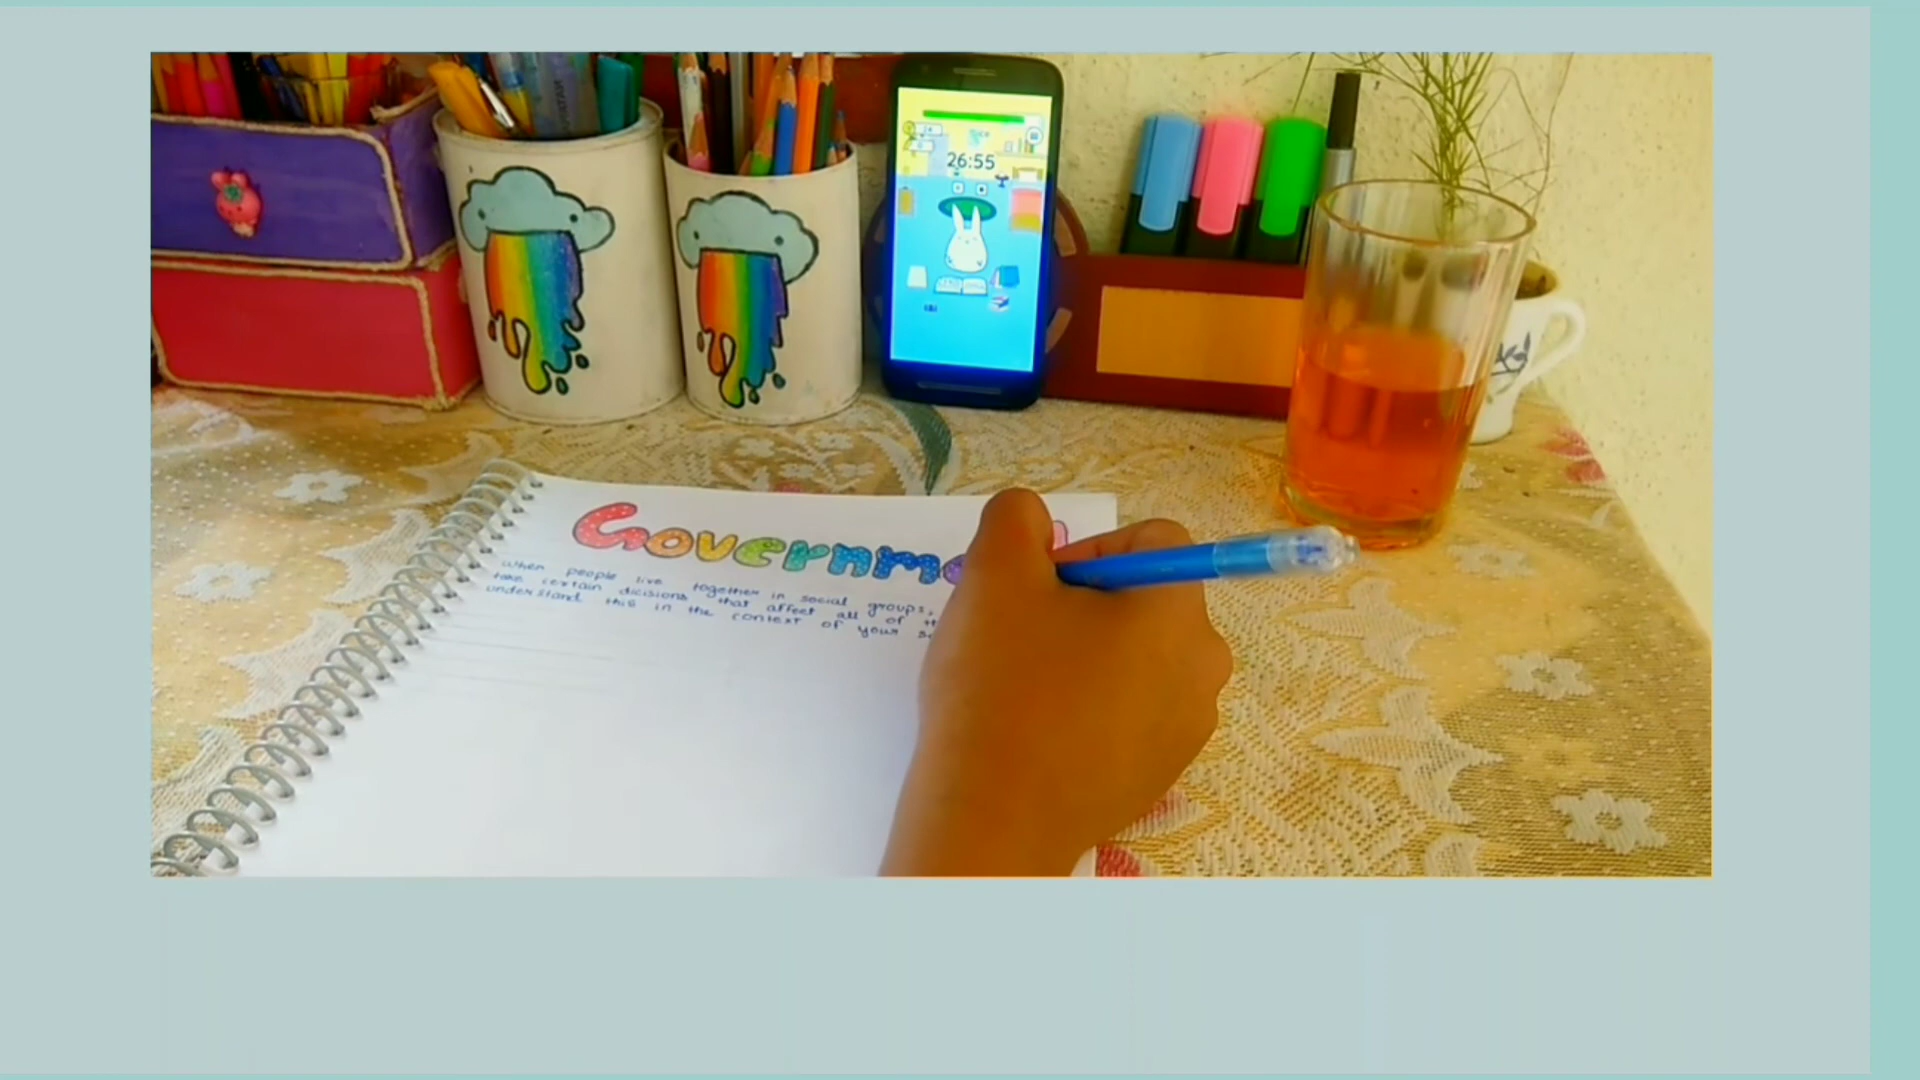 26:55
Governme
When people live together in social groups,
take certain dicisions that affect all of
understand this in the context of your